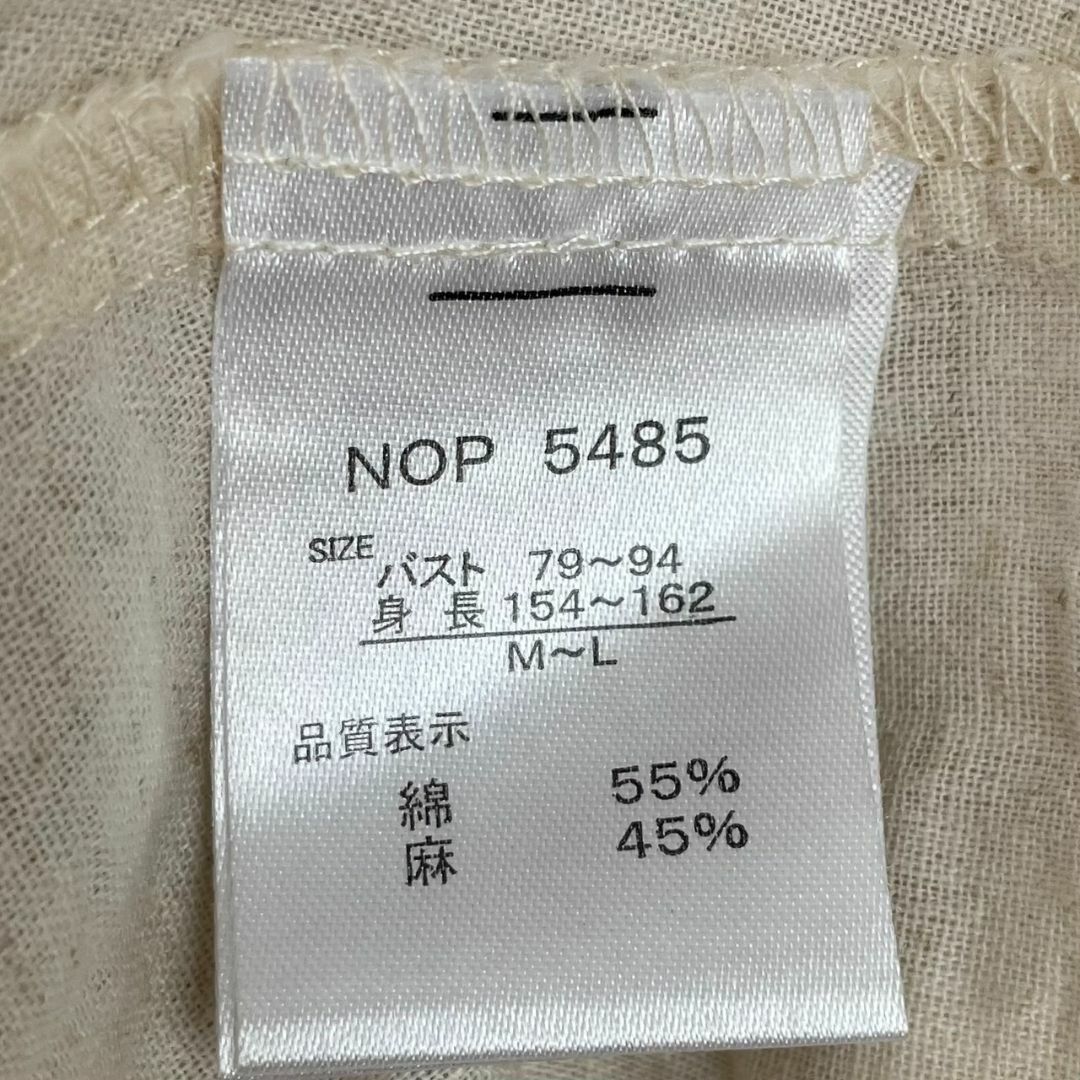 NOP 5485
SIZE
バスト 79～94
身長 154～162
M～L
品質表示
綿 55%
麻 45%